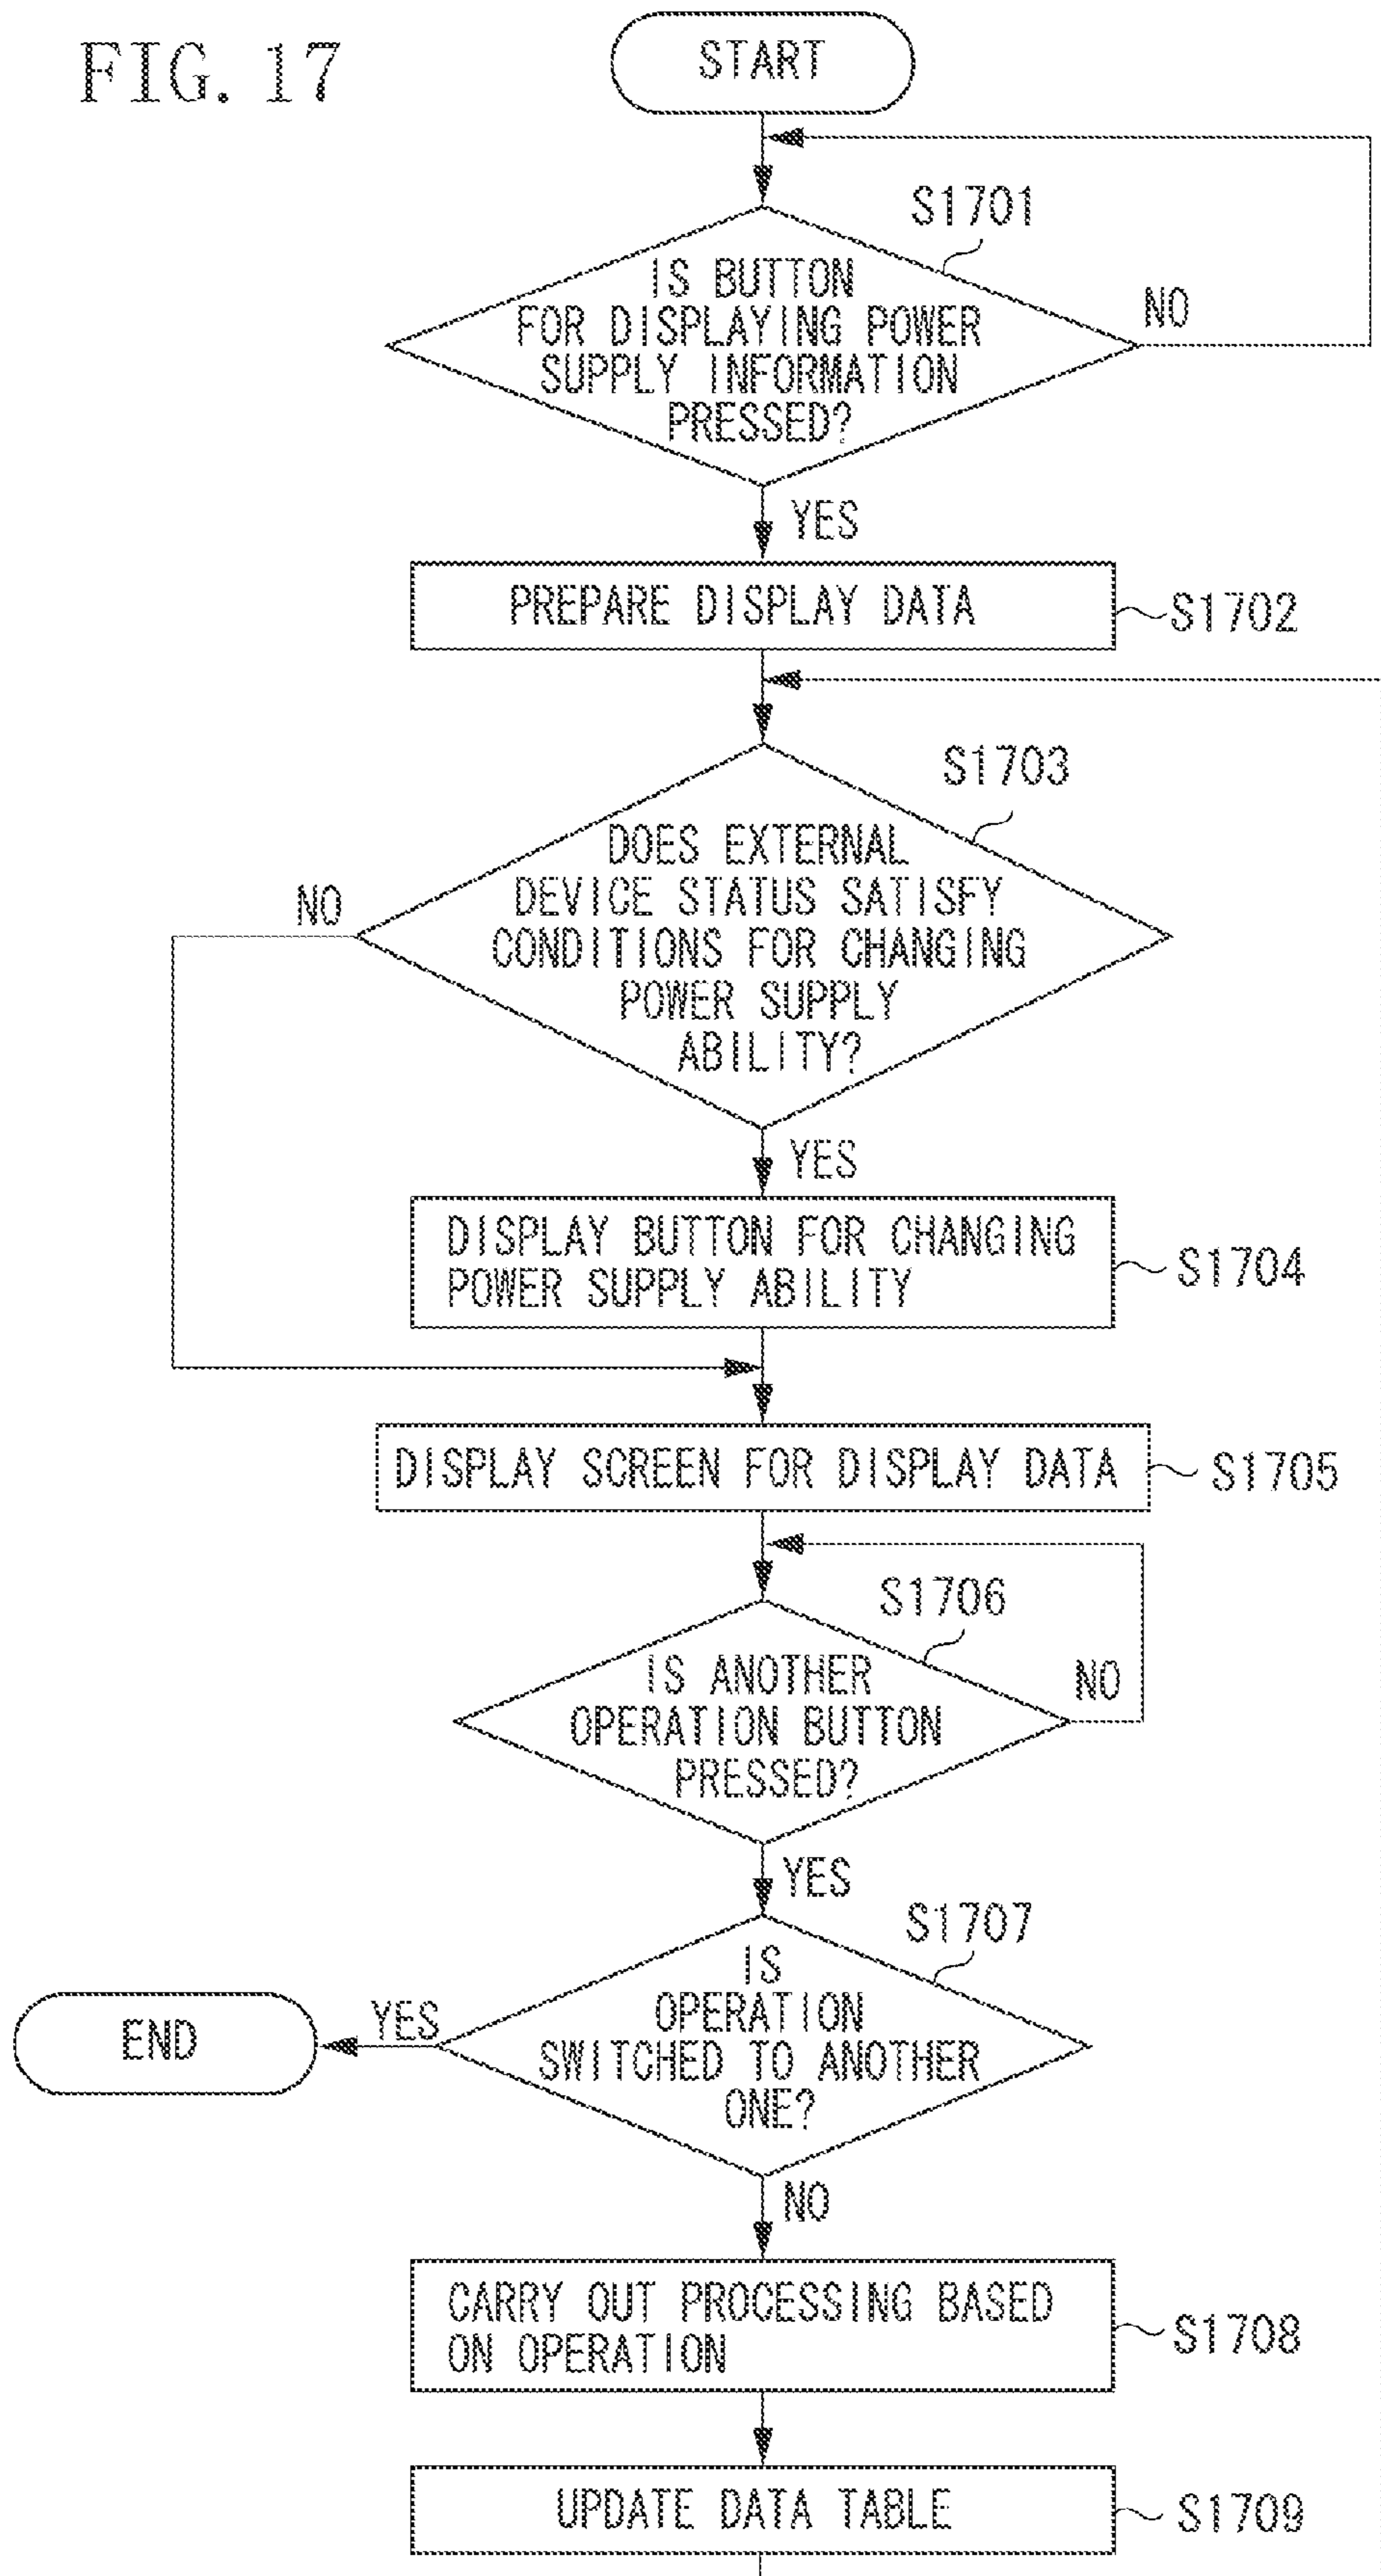 FIG. 17
START
S1701
IS BUTTON
FOR DISPLAYING POWER
SUPPLY INFORMATION
PRESSED?
NO
YES
PREPARE DISPLAY DATA
S1702
S1703
DOES EXTERNAL
DEVICE STATUS SATISFY
CONDITIONS FOR CHANGING
POWER SUPPLY
ABILITY?
NO
YES
DISPLAY BUTTON FOR CHANGING
POWER SUPPLY ABILITY
S1704
DISPLAY SCREEN FOR DISPLAY DATA
S1705
S1706
IS ANOTHER
OPERATION BUTTON
PRESSED?
NO
YES
S1707
IS
OPERATION
SWITCHED TO ANOTHER
ONE?
YES
END
NO
CARRY OUT PROCESSING BASED
ON OPERATION
S1708
UPDATE DATA TABLE
S1709